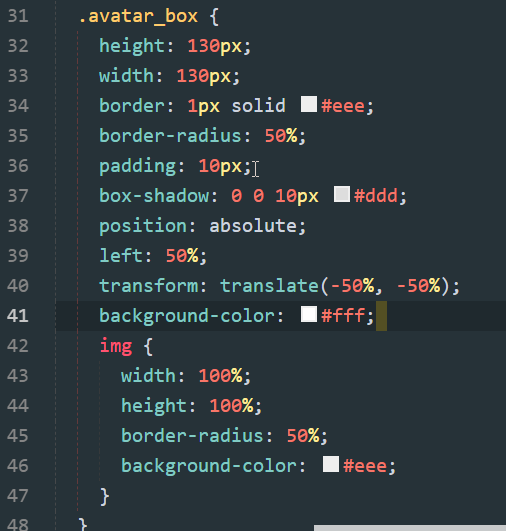 31 .avatar_box {
32 height: 130px;
33 width: 130px;
34 border: 1px solid #eee;
35 border-radius: 50%;
36 padding: 10px;
37 box-shadow: 0 0 10px #ddd;
38 position: absolute;
39 left: 50%;
40 transform: translate(-50%, -50%);
41 background-color: #fff;
42 img {
43 width: 100%;
44 height: 100%;
45 border-radius: 50%;
46 background-color: #eee;
47 }
48 }